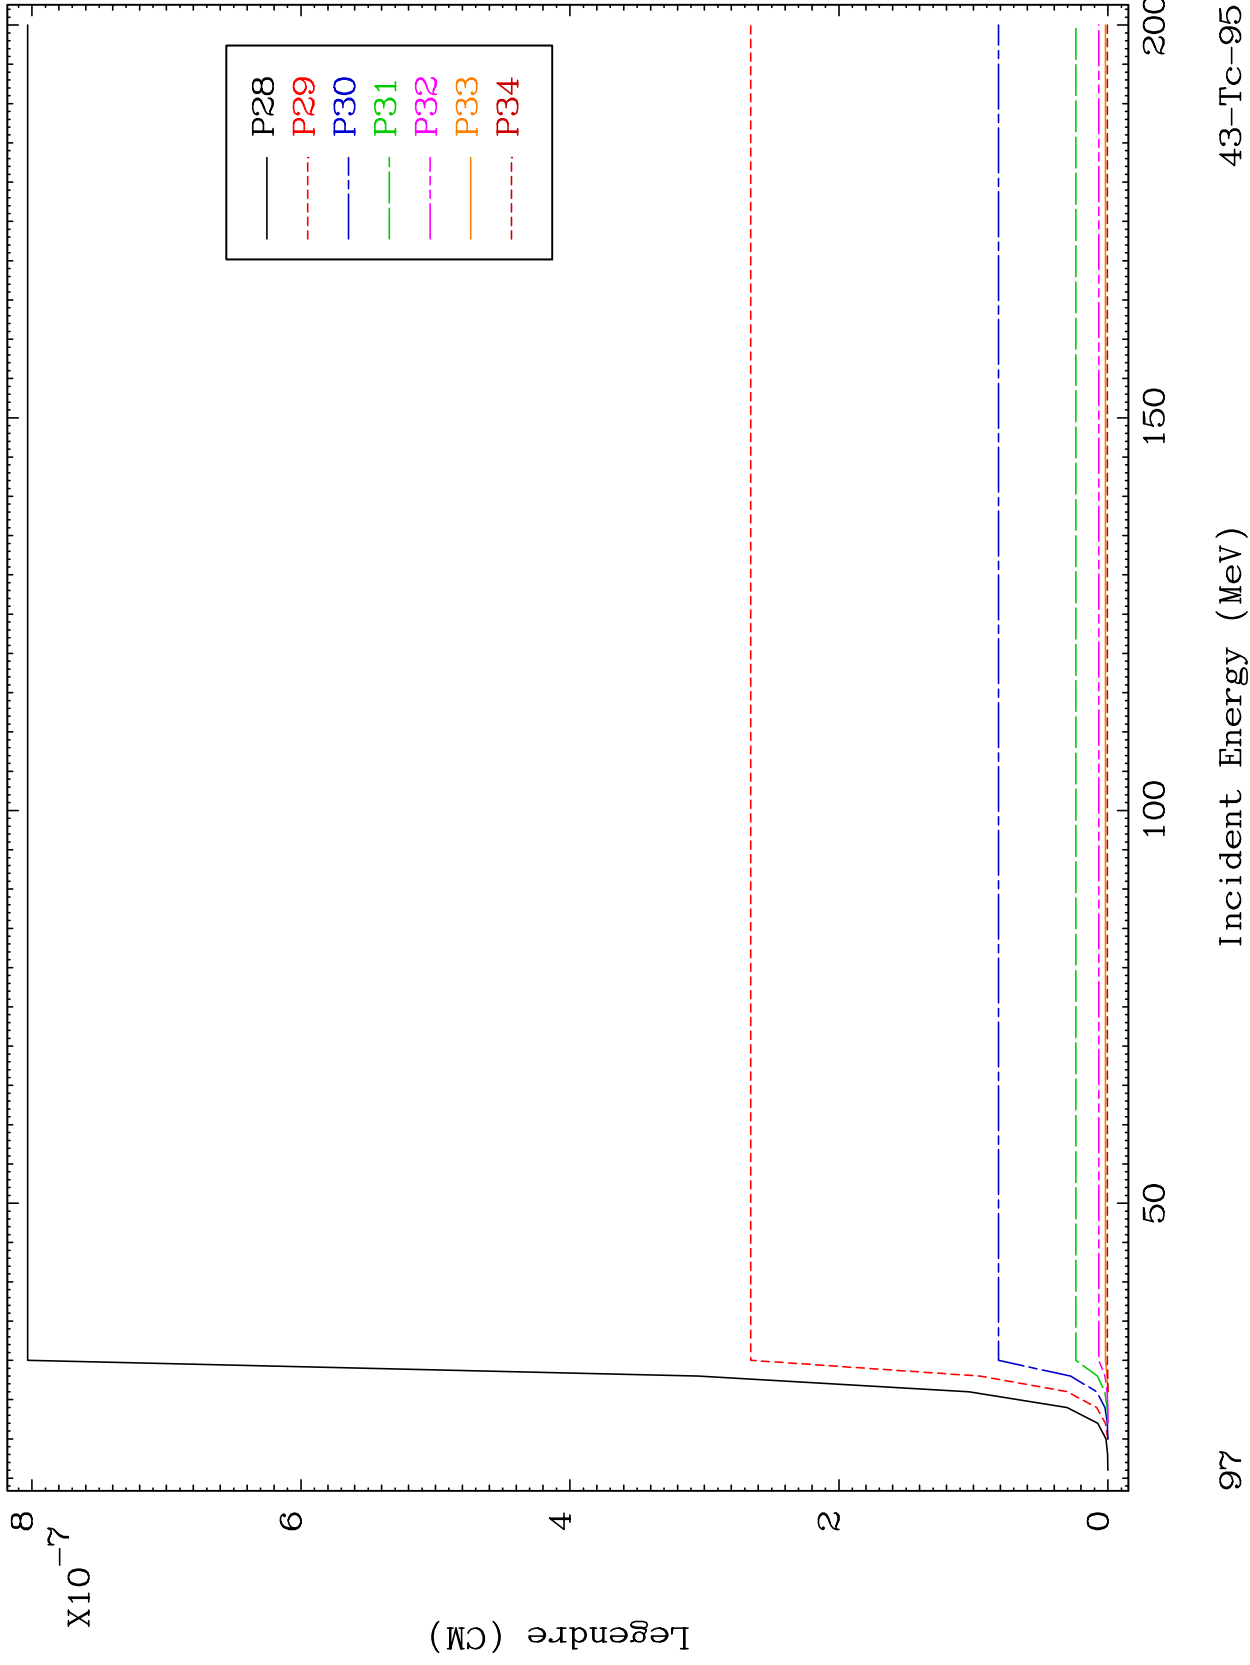 X10
-7
8
6
4
2
0
Legendre (CM)
P28
P29
P30
P31
P32
P33
P34
50
100
150
200
Incident Energy (MeV)
97
43-Tc-95